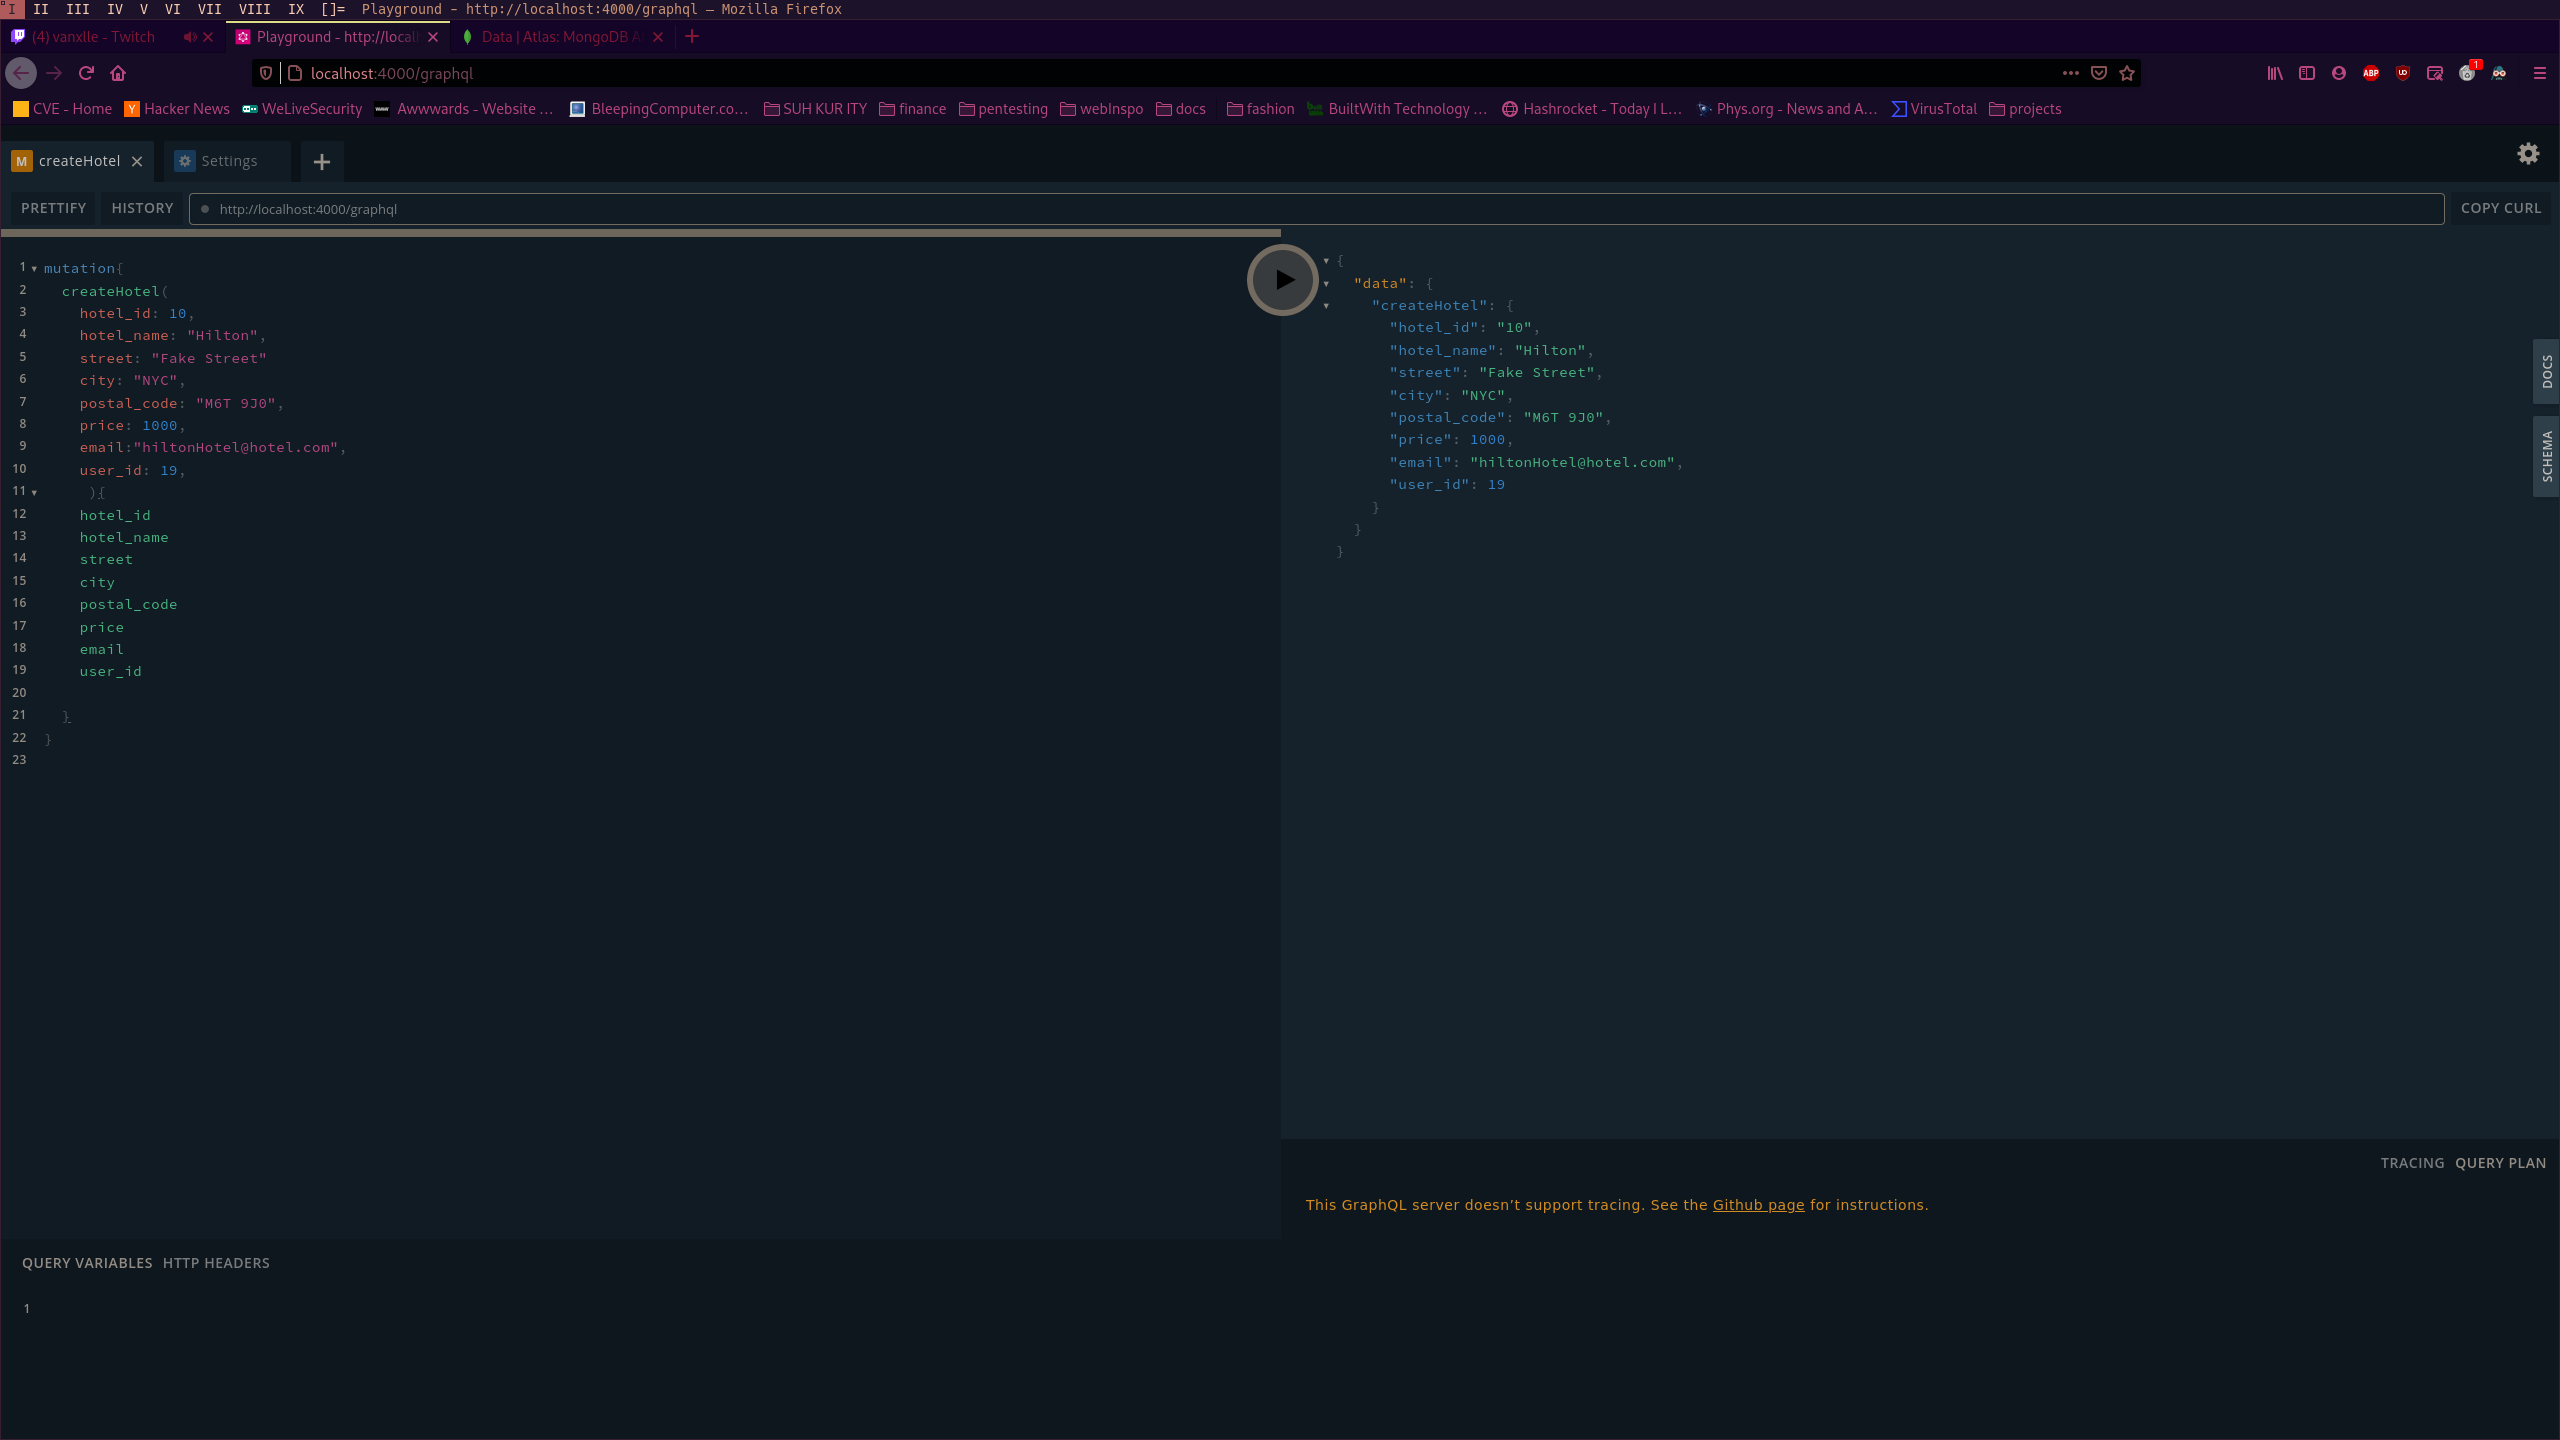 I II III IV V VI VII VIII IX []= Playground - http://localhost:4000/graphql — Mozilla Firefox
(4) vanxlle - Twitch Playground - http://local Data | Atlas: MongoDB A
localhost:4000/graphql
CVE - Home Hacker News WeLiveSecurity Awwwards - Website … BleepingComputer.co… SUH KUR ITY finance pentesting webInspo docs fashion BuiltWith Technology … Hashrocket - Today I L… Phys.org - News and A… VirusTotal projects
M createHotel Settings
PRETTIFY HISTORY http://localhost:4000/graphql COPY CURL
1 mutation{
2 createHotel(
3 hotel_id: 10,
4 hotel_name: "Hilton",
5 street: "Fake Street"
6 city: "NYC",
7 postal_code: "M6T 9J0",
8 price: 1000,
9 email:"hiltonHotel@hotel.com",
10 user_id: 19,
11 ){
12 hotel_id
13 hotel_name
14 street
15 city
16 postal_code
17 price
18 email
19 user_id
20
21 }
22 }
23
{
"data": {
"createHotel": {
"hotel_id": "10",
"hotel_name": "Hilton",
"street": "Fake Street",
"city": "NYC",
"postal_code": "M6T 9J0",
"price": 1000,
"email": "hiltonHotel@hotel.com",
"user_id": 19
}
}
}
DOCS
SCHEMA
TRACING QUERY PLAN
This GraphQL server doesn’t support tracing. See the Github page for instructions.
QUERY VARIABLES HTTP HEADERS
1